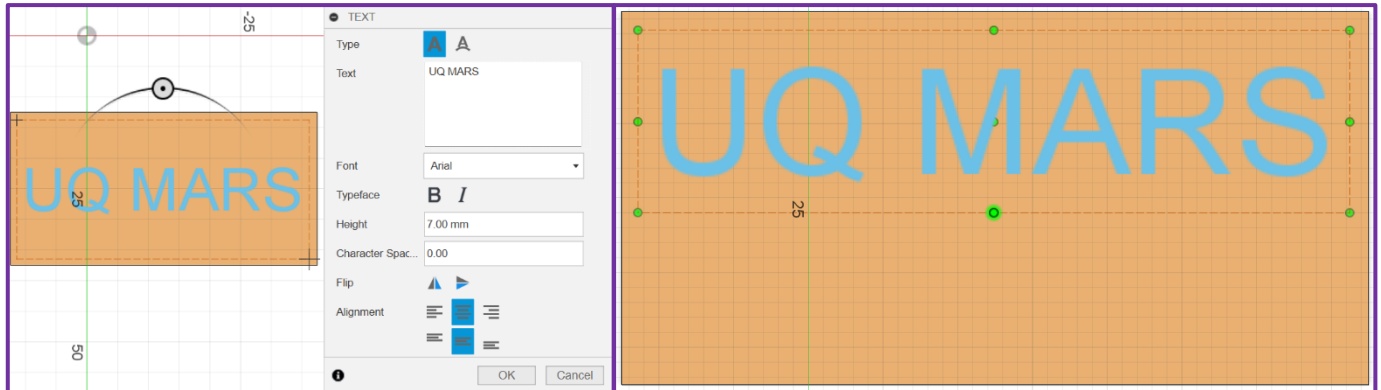 -25
25
50
UQ MARS
TEXT
Type
A A
Text
UQ MARS
Font
Arial
Typeface
B I
Height
7.00 mm
Character Spac...
0.00
Flip
Alignment
OK
Cancel
UQ MARS
25